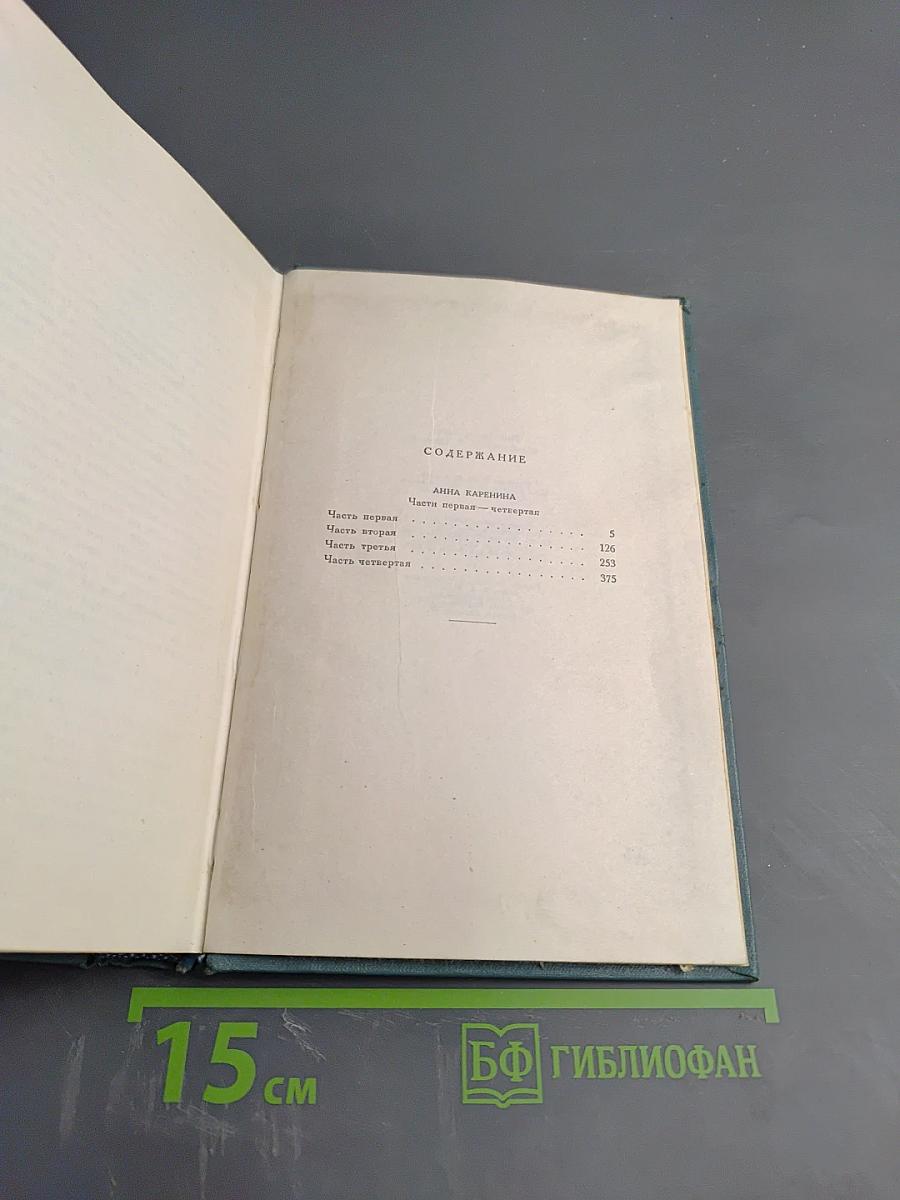 СОДЕРЖАНИЕ
АННА КАРЕНИНА
Части первая — четвертая
Часть первая . . . . . . . . . . . . . . . . 5
Часть вторая . . . . . . . . . . . . . . . . 126
Часть третья . . . . . . . . . . . . . . . . 253
Часть четвертая . . . . . . . . . . . . . . . 375
15 см
БФ ГИБЛИОФАН